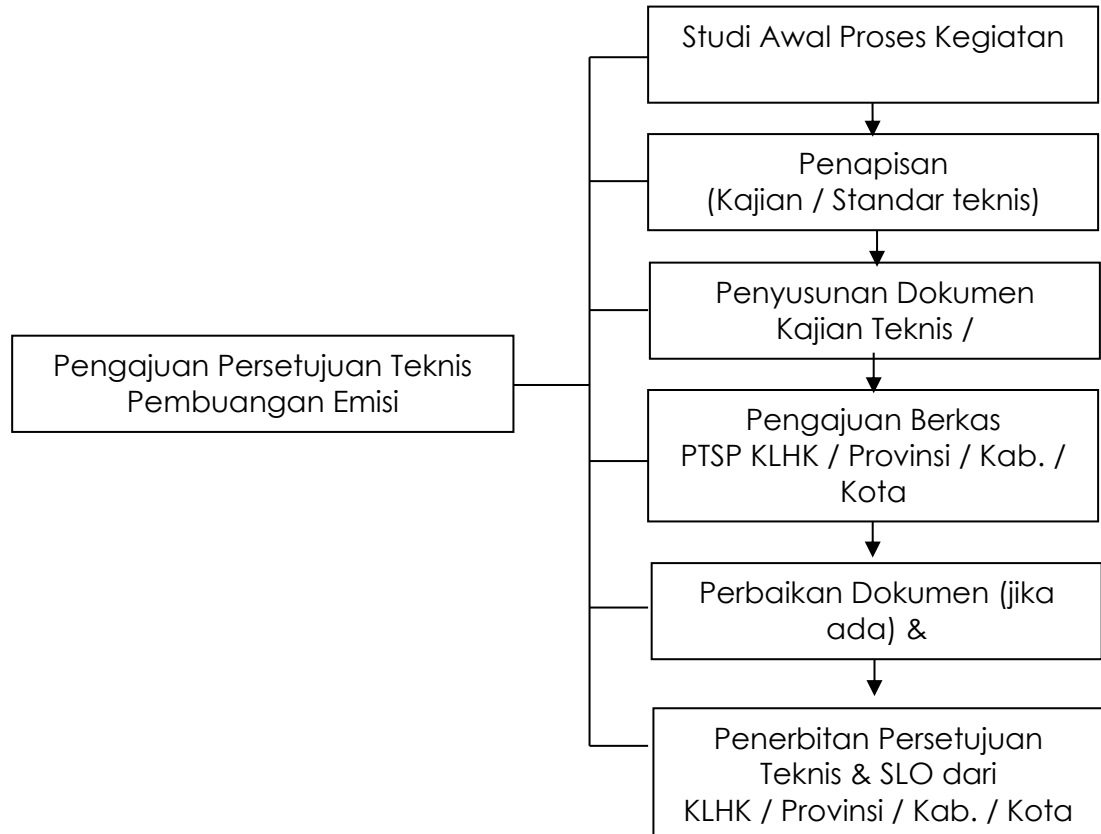 Studi Awal Proses Kegiatan
Penapisan
(Kajian / Standar teknis)
Penyusunan Dokumen
Kajian Teknis /
Pengajuan Persetujuan Teknis
Pembuangan Emisi
Pengajuan Berkas
PTSP KLHK / Provinsi / Kab. /
Kota
Perbaikan Dokumen (jika
ada) &
Penerbitan Persetujuan
Teknis & SLO dari
KLHK / Provinsi / Kab. / Kota